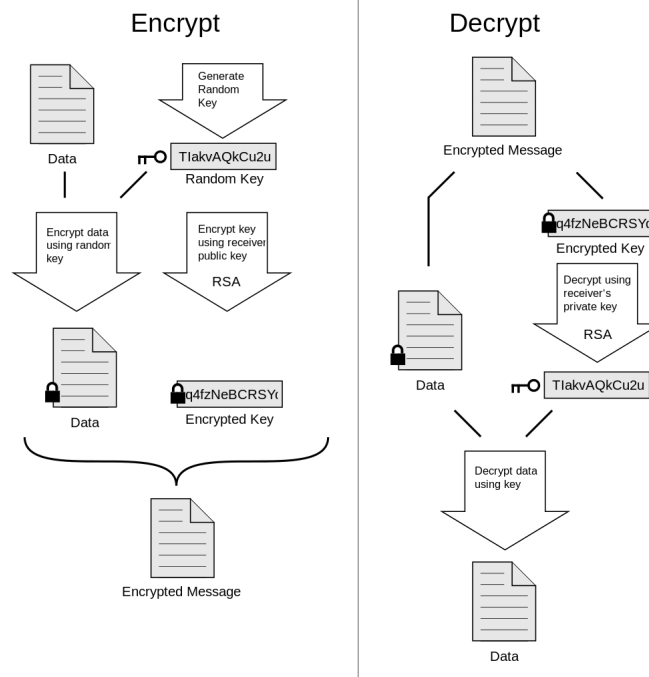 Encrypt
Generate
Random
Key
Data
TIakvAQkCu2u
Random Key
Encrypt data
using random
key
Encrypt key
using receiver
public key
RSA
q4fzNeBCRSY
Data
Encrypted Key
Encrypted Message
Decrypt
Encrypted Message
q4fzNeBCRSY
Encrypted Key
Decrypt using
receiver's
private key
RSA
Data
TIakvAQkCu2u
Decrypt data
using key
Data